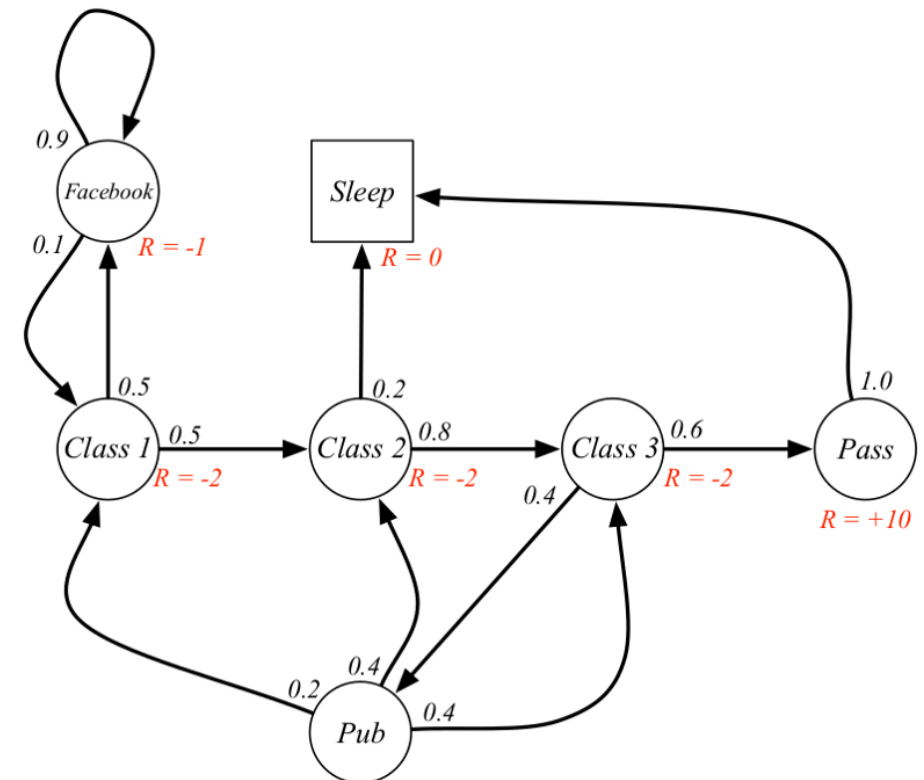 0.9
Facebook
0.1
R = -1
Sleep
R = 0
0.5
0.2
1.0
Class 1
0.5
R = -2
Class 2
0.8
R = -2
Class 3
0.6
R = -2
0.4
Pass
R = +10
0.2
0.4
0.4
Pub